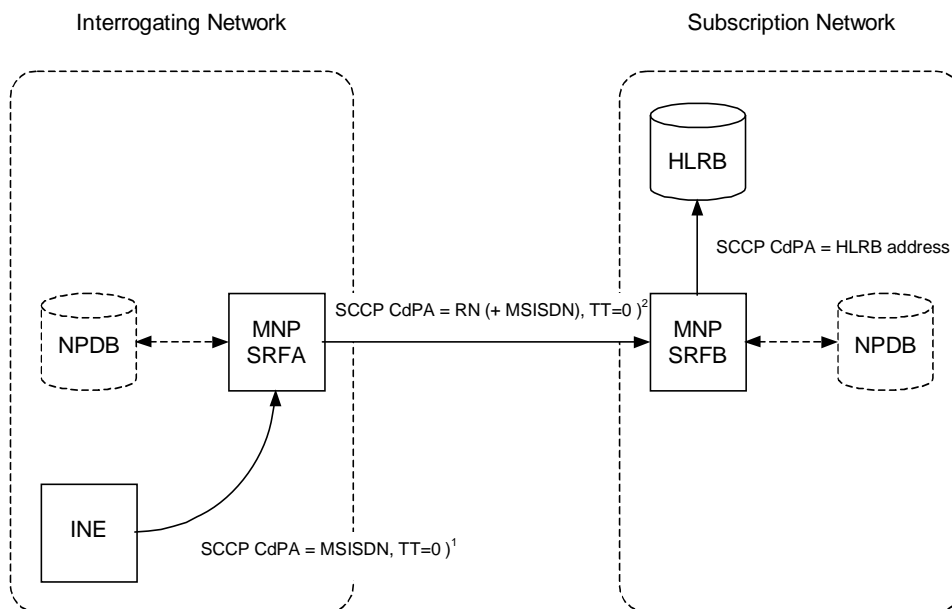 Interrogating Network
Subscription Network
HLRB
SCCP CdPA = HLRB address
SCCP CdPA = RN (+ MSISDN), TT=0 )²
NPDB
MNP
SRFA
MNP
SRFB
NPDB
INE
SCCP CdPA = MSISDN, TT=0 )¹